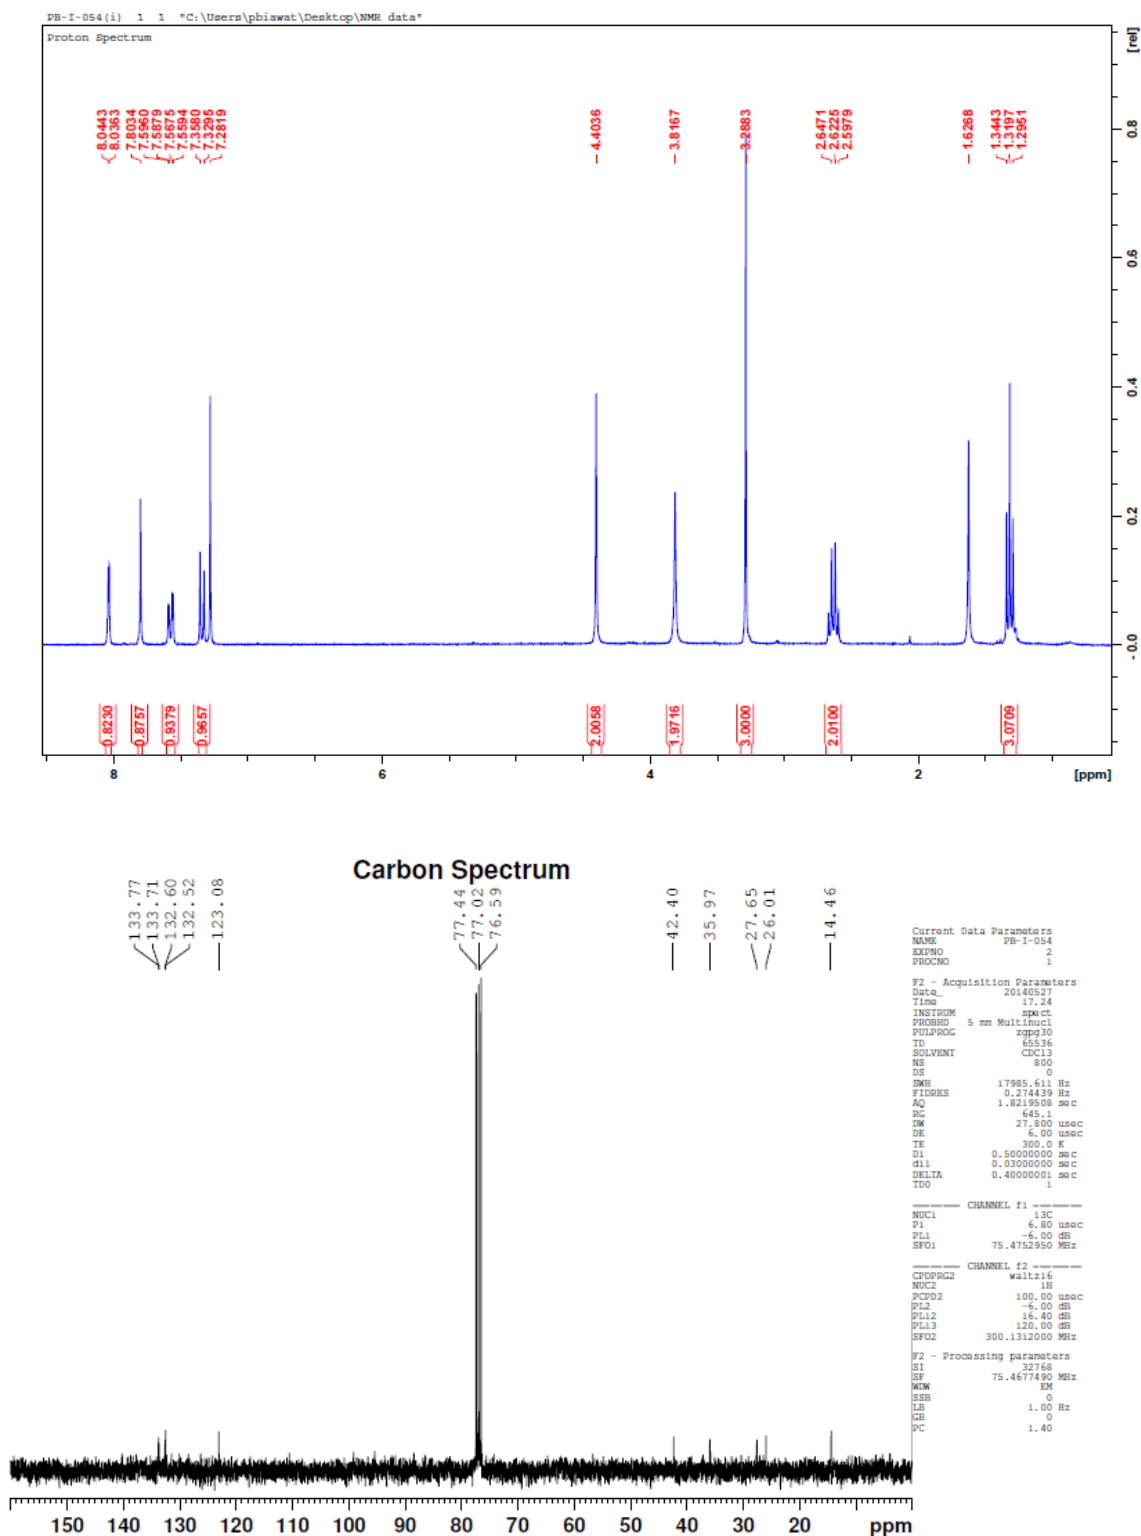 PB-I-054(i) 1 1 "C:\Users\pbiawat\Desktop\NMR data"
Proton Spectrum
[rel]
8.0443
8.0363
7.8034
7.5960
7.5879
7.5675
7.5594
7.3580
7.3295
7.2819
4.4036
3.8167
3.2883
2.6471
2.6225
2.5979
1.6268
1.3443
1.3197
1.2951
0.8
0.6
0.4
0.2
0.0
0.8230
0.8757
0.9379
0.9657
2.0058
1.9716
3.0000
2.0100
3.0709
8 6 4 2 [ppm]
Carbon Spectrum
133.77
133.71
132.60
132.52
123.08
77.44
77.02
76.59
42.40
35.97
27.65
26.01
14.46
Current Data Parameters
NAME PB-I-054
EXPNO 2
PROCNO 1
F2 - Acquisition Parameters
Date_ 20140527
Time 17.24
INSTRUM spect
PROBHD 5 mm Multinucl
PULPROG zgpg30
TD 65536
SOLVENT CDCl3
NS 800
DS 0
SWH 17985.611 Hz
FIDRES 0.274439 Hz
AQ 1.8219508 sec
RG 645.1
DW 27.800 usec
DE 6.00 usec
TE 300.0 K
D1 0.50000000 sec
d11 0.03000000 sec
DELTA 0.40000001 sec
TD0 1
======== CHANNEL f1 ========
NUC1 13C
P1 6.80 usec
PL1 -6.00 dB
SFO1 75.4752950 MHz
======== CHANNEL f2 ========
CPDPRG2 waltz16
NUC2 1H
PCPD2 100.00 usec
PL2 -6.00 dB
PL12 16.40 dB
PL13 120.00 dB
SFO2 300.1312000 MHz
F2 - Processing parameters
SI 32768
SF 75.4677490 MHz
WDW EM
SSB 0
LB 1.00 Hz
GB 0
PC 1.40
150 140 130 120 110 100 90 80 70 60 50 40 30 20 ppm